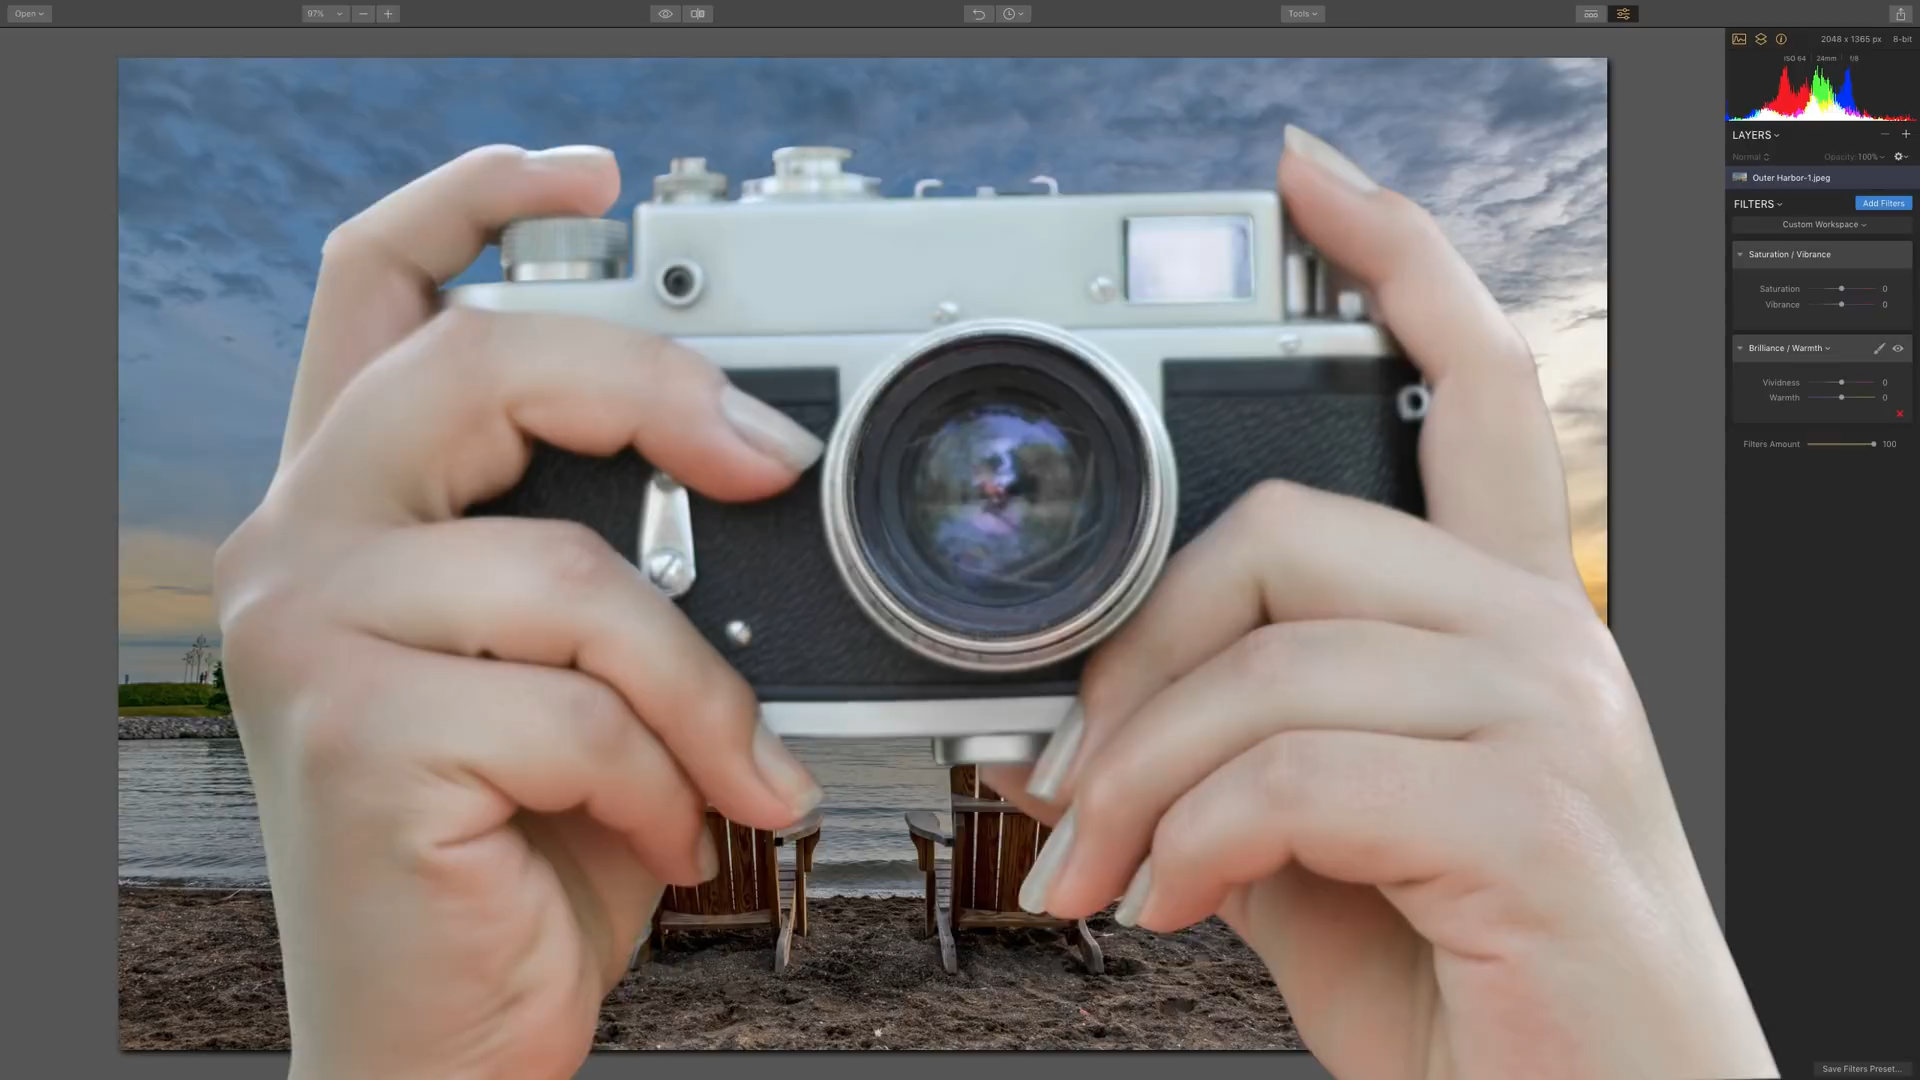 Open
97%
Tools
2048 x 1365 px 8-bit
ISO 64 24mm f/8
LAYERS
Normal Opacity: 100%
Outer Harbor-1.jpeg
FILTERS Add Filters
Custom Workspace
Saturation / Vibrance
Saturation 0
Vibrance 0
Brilliance / Warmth
Vividness 0
Warmth 0
Filters Amount 100
Save Filters Preset...